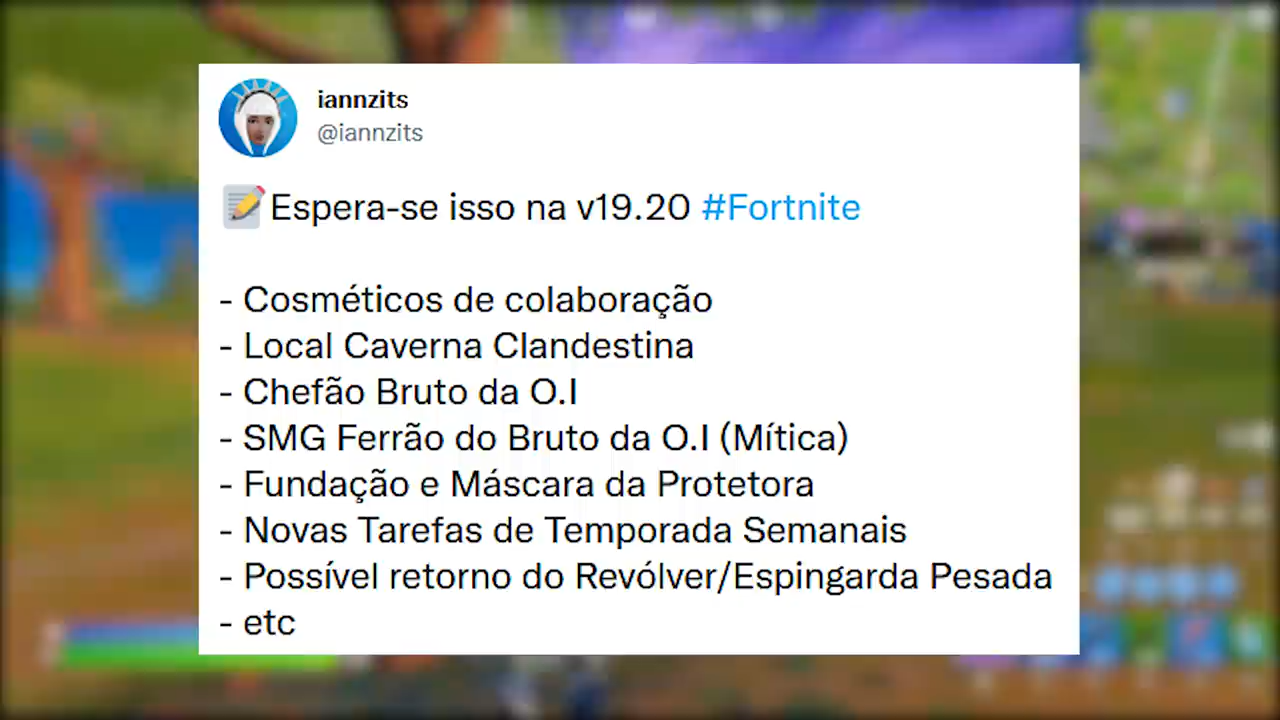 iannzits
@iannzits
📝Espera-se isso na v19.20 #Fortnite
- Cosméticos de colaboração
- Local Caverna Clandestina
- Chefão Bruto da O.I
- SMG Ferrão do Bruto da O.I (Mítica)
- Fundação e Máscara da Protetora
- Novas Tarefas de Temporada Semanais
- Possível retorno do Revólver/Espingarda Pesada
- etc